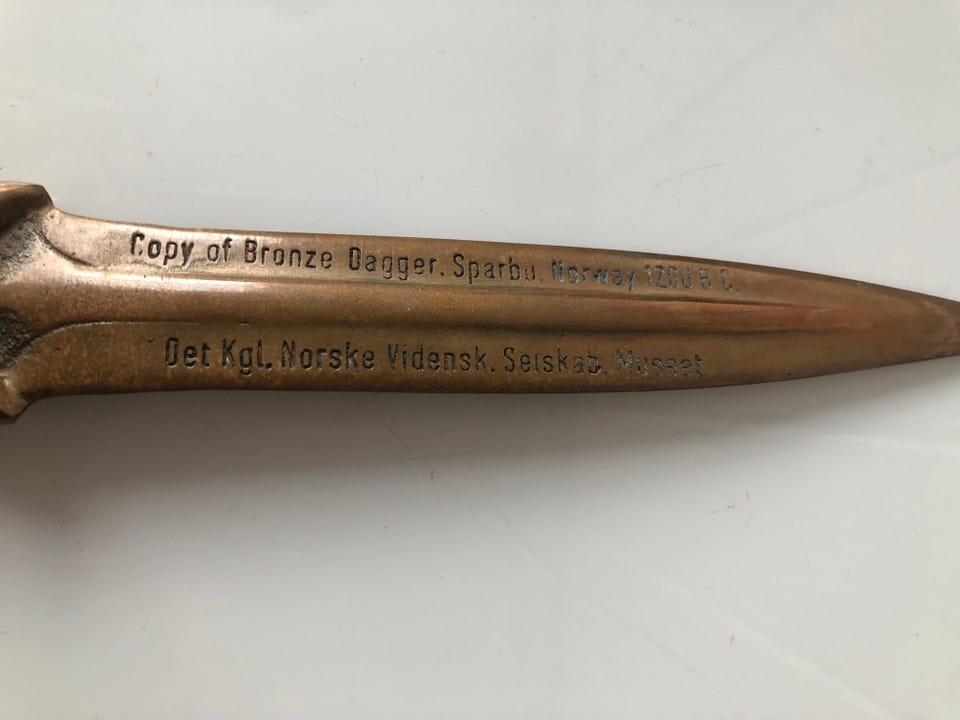 Copy of Bronze Dagger. Sparbu. Norway 1200 B.C.
Det Kgl. Norske Vidensk. Selskab. Museet